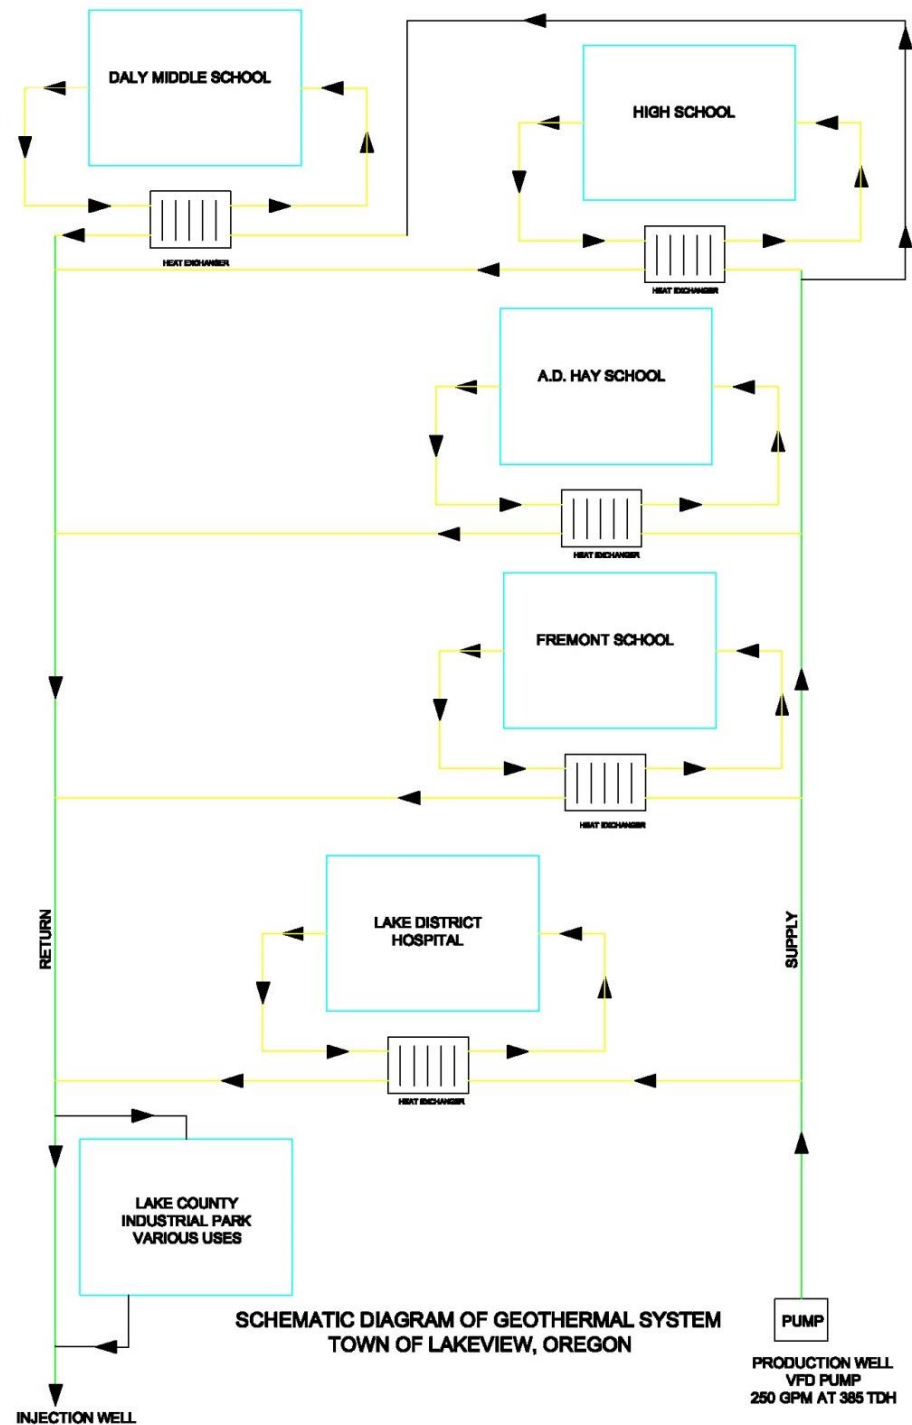 DALY MIDDLE SCHOOL
HIGH SCHOOL
HEAT EXCHANGER
HEAT EXCHANGER
A.D. HAY SCHOOL
HEAT EXCHANGER
FREMONT SCHOOL
HEAT EXCHANGER
RETURN
LAKE DISTRICT
HOSPITAL
SUPPLY
HEAT EXCHANGER
LAKE COUNTY
INDUSTRIAL PARK
VARIOUS USES
SCHEMATIC DIAGRAM OF GEOTHERMAL SYSTEM
TOWN OF LAKEVIEW, OREGON
PUMP
PRODUCTION WELL
VFD PUMP
250 GPM AT 385 TDH
INJECTION WELL